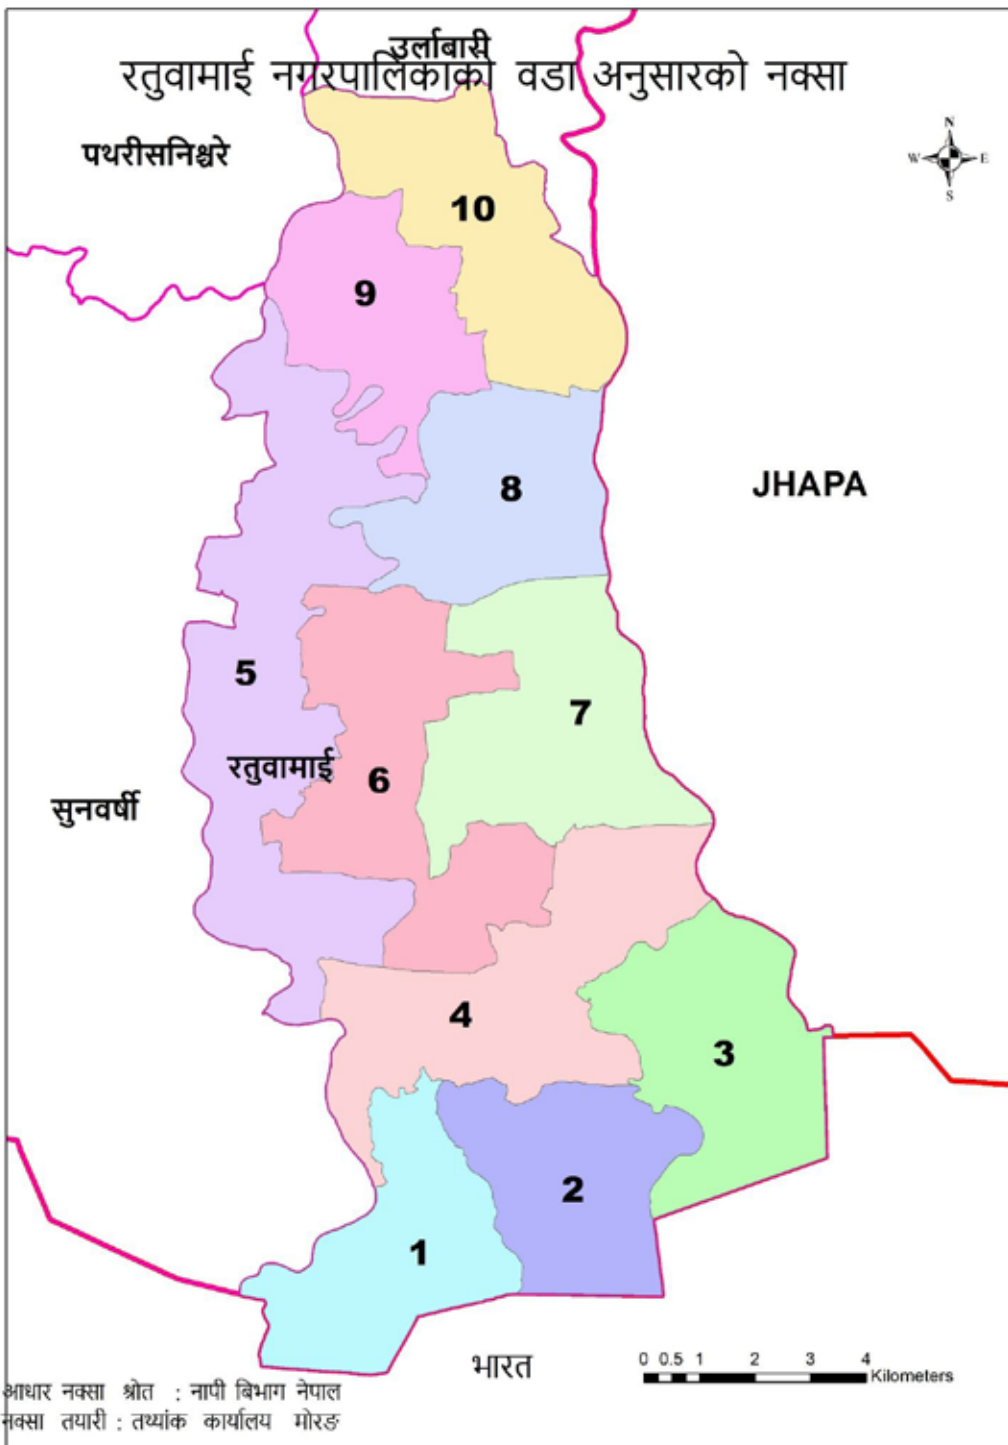 उर्लाबारी
रतुवामाई नगरपालिकाको वडा अनुसारको नक्सा
पथरीसनिश्चरे
N
W E
S
10
9
JHAPA
8
5
7
रतुवामाई
6
सुनवर्षी
4
3
2
1
भारत
0 0.5 1 2 3 4
Kilometers
आधार नक्सा श्रोत : नापी बिभाग नेपाल
नक्सा तयारी : तथ्यांक कार्यालय मोरङ